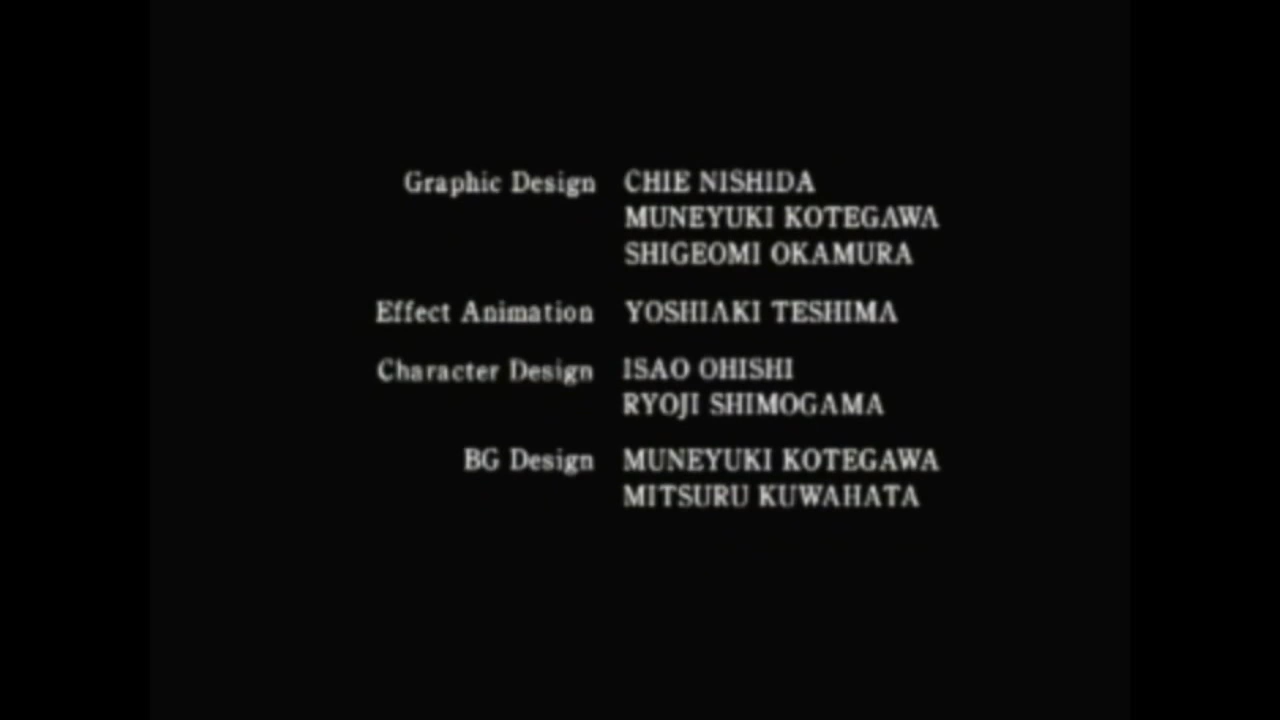 Graphic Design CHIE NISHIDA
MUNEYUKI KOTEGAWA
SHIGEOMI OKAMURA
Effect Animation YOSHIAKI TESHIMA
Character Design ISAO OHISHI
RYOJI SHIMOGAMA
BG Design MUNEYUKI KOTEGAWA
MITSURU KUWAHATA